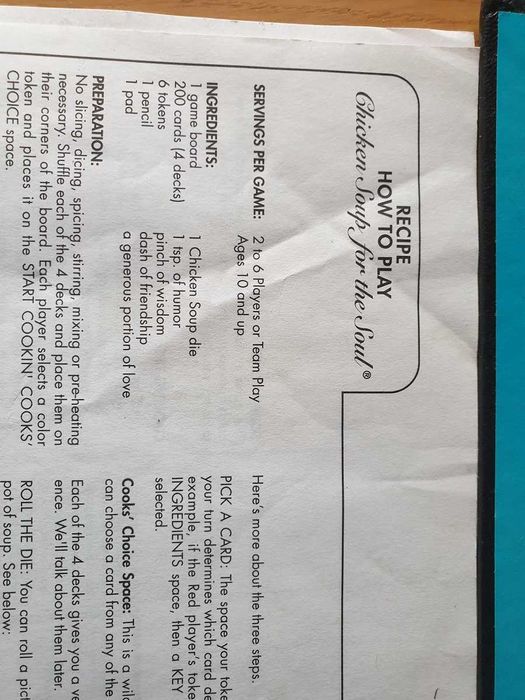 RECIPE
HOW TO PLAY
Chicken Soup for the Soul®
SERVINGS PER GAME: 2 to 6 Players or Team Play
Ages 10 and up
INGREDIENTS:
1 game board 1 Chicken Soup die
200 cards (4 decks) 1 tsp. of humor
6 tokens pinch of wisdom
1 pencil dash of friendship
1 pad a generous portion of love
PREPARATION:
No slicing, dicing, spicing, stirring, mixing or pre-heating
necessary. Shuffle each of the 4 decks and place them on
their corners of the board. Each player selects a color
token and places it on the START COOKIN' COOKS'
CHOICE space.
Here's more about the three steps.
PICK A CARD: The space your toke
your turn determines which card de
example, if the Red player's toke
INGREDIENTS space, then a KEY
selected.
Cooks' Choice Space: This is a wil
can choose a card from any of the
Each of the 4 decks gives you a ve
ence. We'll talk about them later.
ROLL THE DIE: You can roll a pic
pot of soup. See below: